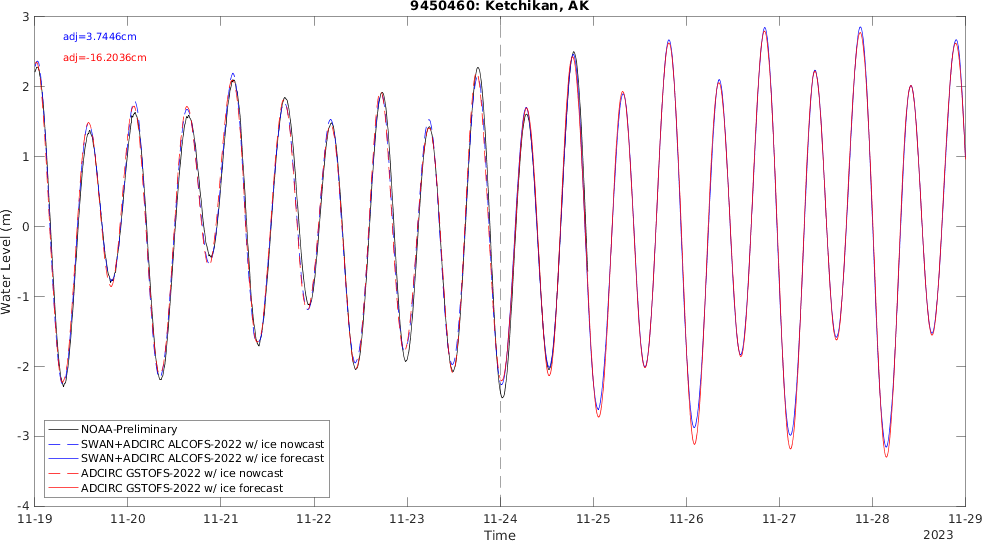 9450460: Ketchikan, AK
adj=3.7446cm
adj=-16.2036cm
3
2
1
0
-1
-2
-3
-4
Water Level (m)
NOAA-Preliminary
SWAN+ADCIRC ALCOFS-2022 w/ ice nowcast
SWAN+ADCIRC ALCOFS-2022 w/ ice forecast
ADCIRC GSTOFS-2022 w/ ice nowcast
ADCIRC GSTOFS-2022 w/ ice forecast
11-19 11-20 11-21 11-22 11-23 11-24 11-25 11-26 11-27 11-28 11-29
Time
2023